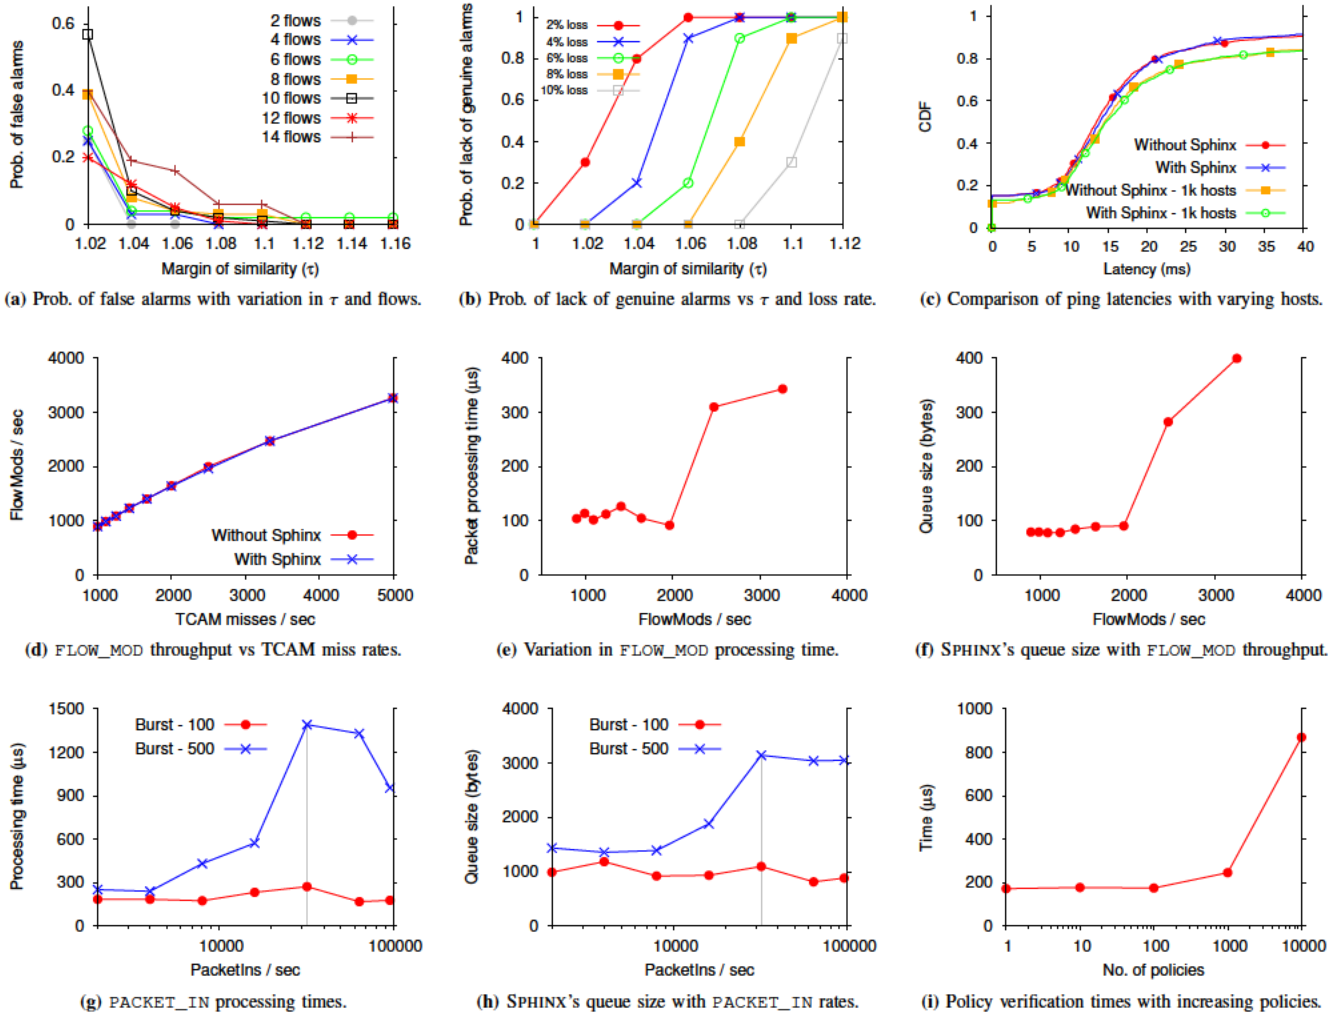 0.6
0.4
0.2
0
Prob. of false alarms
2 flows
4 flows
6 flows
8 flows
10 flows
12 flows
14 flows
1.02 1.04 1.06 1.08 1.1 1.12 1.14 1.16
Margin of similarity (τ)
(a) Prob. of false alarms with variation in τ and flows.
1
0.8
0.6
0.4
0.2
0
Prob. of lack of genuine alarms
2% loss
4% loss
6% loss
8% loss
10% loss
1 1.02 1.04 1.06 1.08 1.1 1.12
Margin of similarity (τ)
(b) Prob. of lack of genuine alarms vs τ and loss rate.
1
0.8
0.6
0.4
0.2
0
CDF
Without Sphinx
With Sphinx
Without Sphinx - 1k hosts
With Sphinx - 1k hosts
0 5 10 15 20 25 30 35 40
Latency (ms)
(c) Comparison of ping latencies with varying hosts.
4000
3000
2000
1000
0
FlowMods / sec
Without Sphinx
With Sphinx
1000 2000 3000 4000 5000
TCAM misses / sec
(d) FLOW_MOD throughput vs TCAM miss rates.
400
300
200
100
0
Packet processing time (µs)
1000 2000 3000 4000
FlowMods / sec
(e) Variation in FLOW_MOD processing time.
400
300
200
100
0
Queue size (bytes)
1000 2000 3000 4000
FlowMods / sec
(f) SPHINX's queue size with FLOW_MOD throughput.
1500
1200
900
600
300
0
Processing time (µs)
Burst - 100
Burst - 500
10000 100000
PacketIns / sec
(g) PACKET_IN processing times.
4000
3000
2000
1000
0
Queue size (bytes)
Burst - 100
Burst - 500
10000 100000
PacketIns / sec
(h) SPHINX's queue size with PACKET_IN rates.
1000
800
600
400
200
0
Time (µs)
1 10 100 1000 10000
No. of policies
(i) Policy verification times with increasing policies.